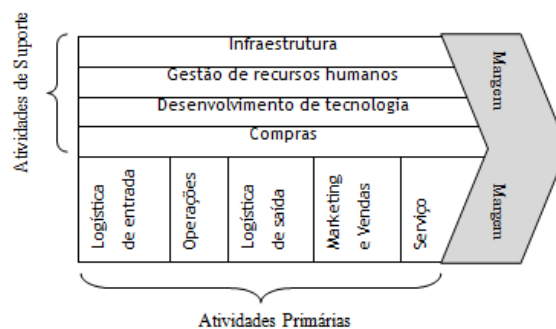 Atividades de Suporte
Infraestrutura
Gestão de recursos humanos
Desenvolvimento de tecnologia
Compras
Logística
de entrada
Operações
Logística
de saída
Marketing
e Vendas
Serviço
Margem
Margem
Atividades Primárias